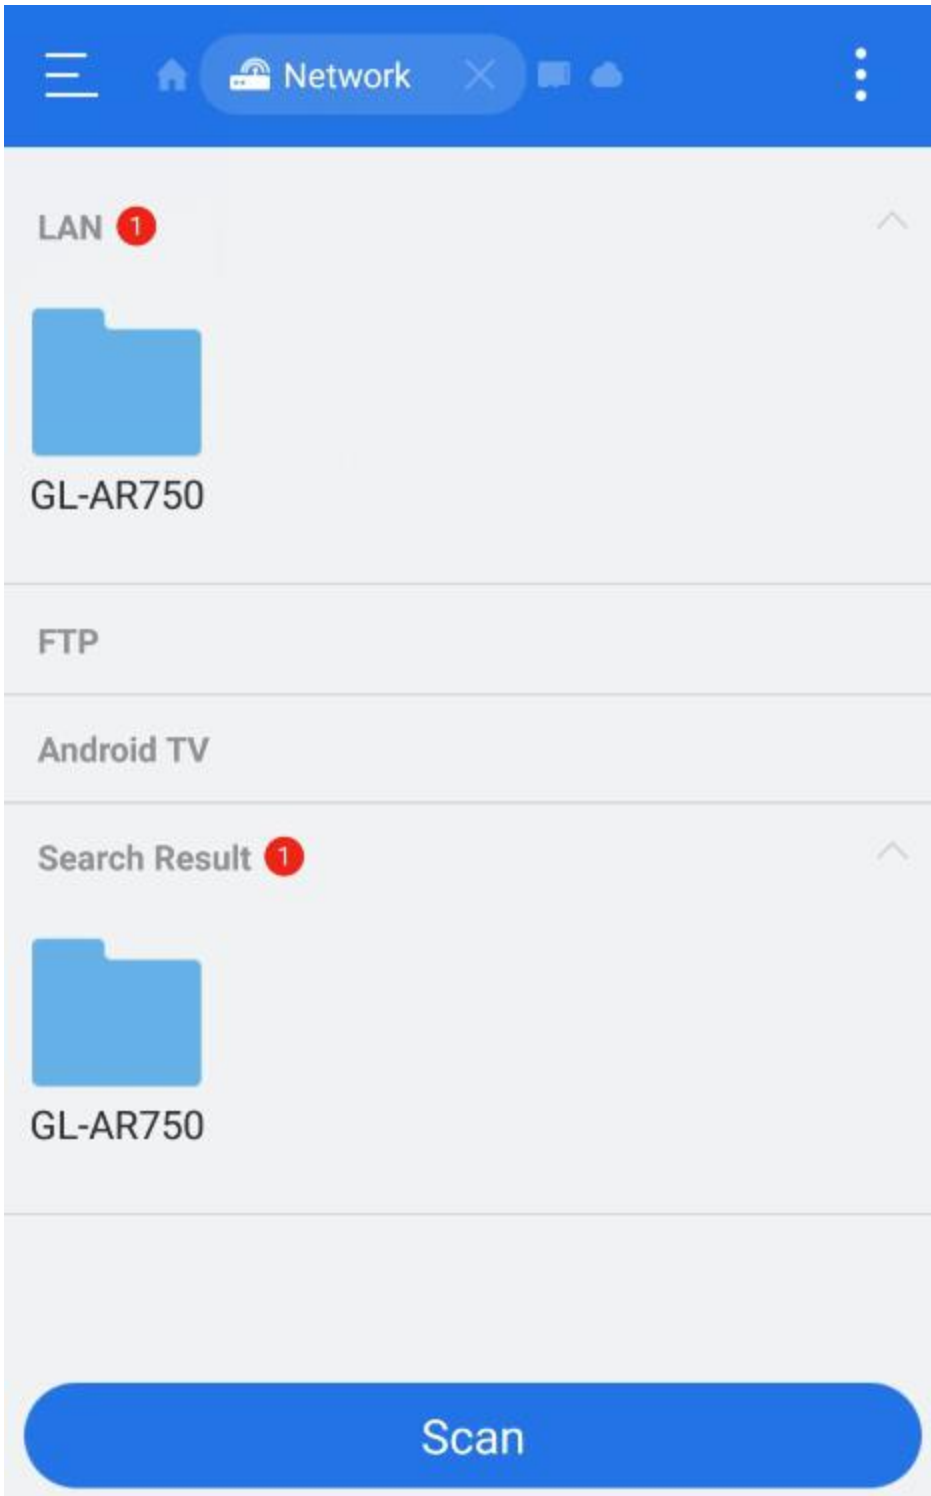 Network
LAN 1
GL-AR750
FTP
Android TV
Search Result 1
GL-AR750
Scan